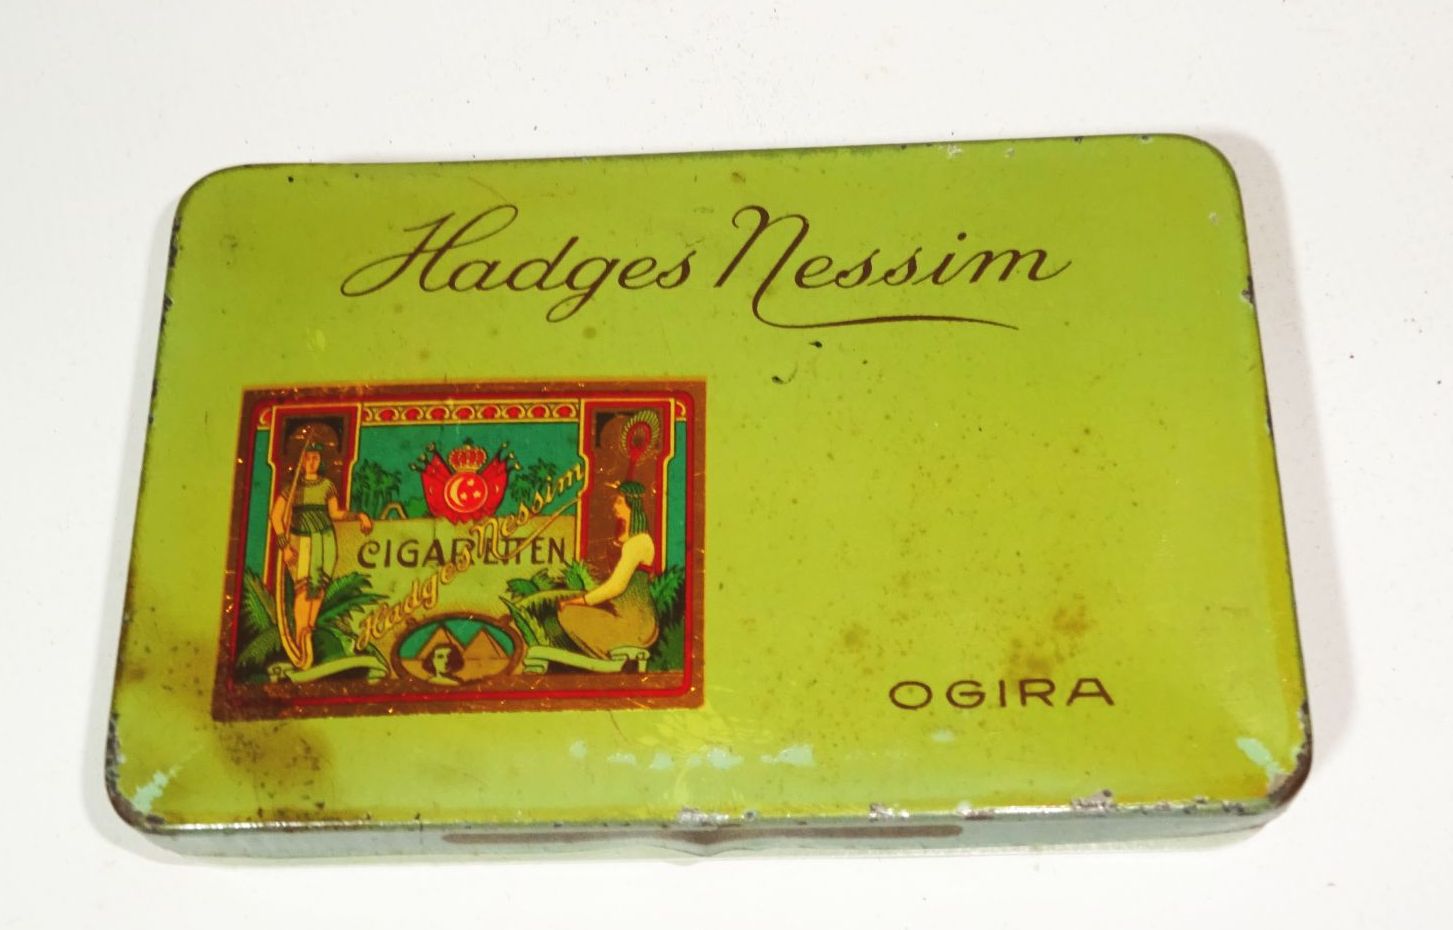 Hadges Nessim
CIGARETTEN
Hadges Nessim
OGIRA